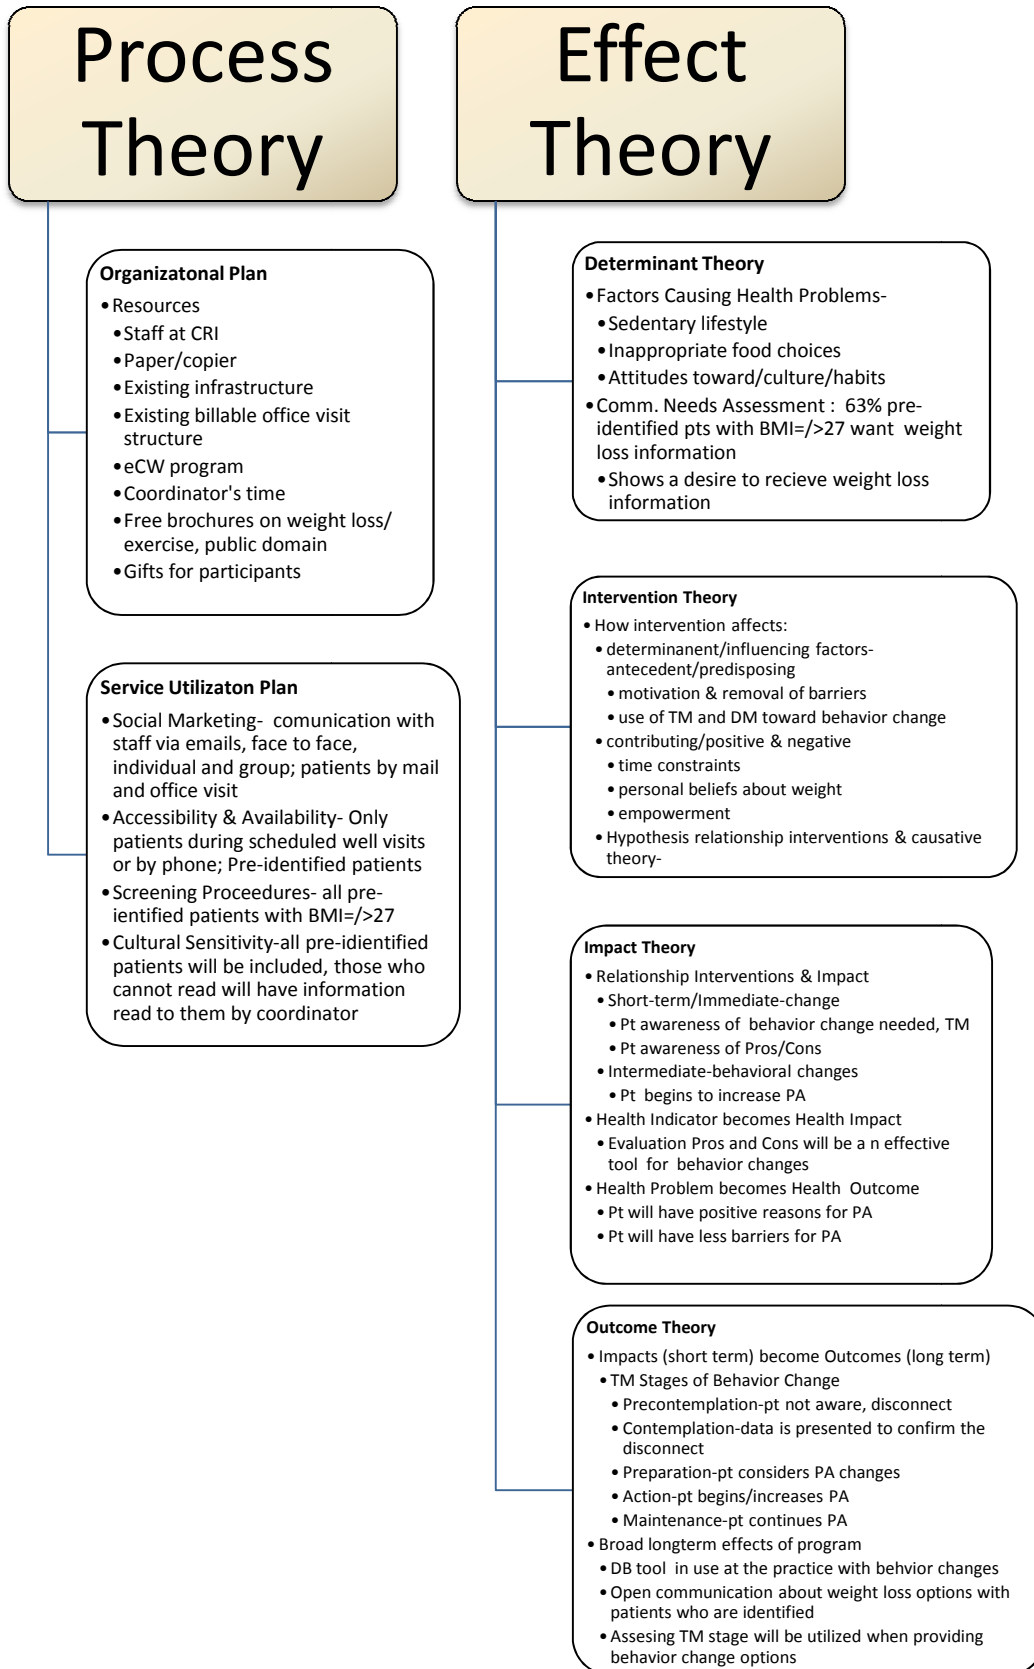 Process
Theory
Organizatonal Plan
•Resources
•Staff at CRI
•Paper/copier
•Existing infrastructure
•Existing billable office visit
structure
•eCW program
•Coordinator's time
•Free brochures on weight loss/
exercise, public domain
•Gifts for participants
Service Utilizaton Plan
•Social Marketing- comunication with
staff via emails, face to face,
individual and group; patients by mail
and office visit
•Accessibility & Availability- Only
patients during scheduled well visits
or by phone; Pre-identified patients
•Screening Proceedures- all pre-
ientified patients with BMI=/>27
•Cultural Sensitivity-all pre-idientified
patients will be included, those who
cannot read will have information
read to them by coordinator
Effect
Theory
Determinant Theory
•Factors Causing Health Problems-
•Sedentary lifestyle
•Inappropriate food choices
•Attitudes toward/culture/habits
•Comm. Needs Assessment : 63% pre-
identified pts with BMI=/>27 want weight
loss information
•Shows a desire to recieve weight loss
information
Intervention Theory
•How intervention affects:
•determinanent/influencing factors-
antecedent/predisposing
•motivation & removal of barriers
•use of TM and DM toward behavior change
•contributing/positive & negative
•time constraints
•personal beliefs about weight
•empowerment
•Hypothesis relationship interventions & causative
theory-
Impact Theory
•Relationship Interventions & Impact
•Short-term/Immediate-change
•Pt awareness of behavior change needed, TM
•Pt awareness of Pros/Cons
•Intermediate-behavioral changes
•Pt begins to increase PA
•Health Indicator becomes Health Impact
•Evaluation Pros and Cons will be a n effective
tool for behavior changes
•Health Problem becomes Health Outcome
•Pt will have positive reasons for PA
•Pt will have less barriers for PA
Outcome Theory
•Impacts (short term) become Outcomes (long term)
•TM Stages of Behavior Change
•Precontemplation-pt not aware, disconnect
•Contemplation-data is presented to confirm the
disconnect
•Preparation-pt considers PA changes
•Action-pt begins/increases PA
•Maintenance-pt continues PA
•Broad longterm effects of program
•DB tool in use at the practice with behvior changes
•Open communication about weight loss options with
patients who are identified
•Assesing TM stage will be utilized when providing
behavior change options